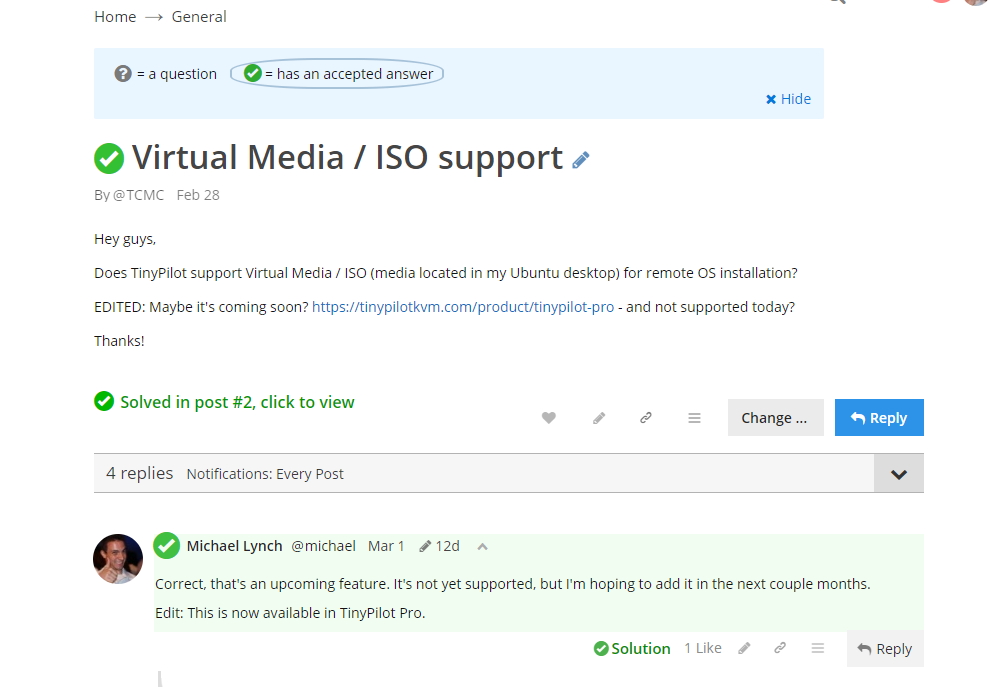 Home → General
= a question = has an accepted answer
Hide
Virtual Media / ISO support
By @TCMC Feb 28
Hey guys,
Does TinyPilot support Virtual Media / ISO (media located in my Ubuntu desktop) for remote OS installation?
EDITED: Maybe it's coming soon? https://tinypilotkvm.com/product/tinypilot-pro - and not supported today?
Thanks!
Solved in post #2, click to view
Change ... Reply
4 replies Notifications: Every Post
Michael Lynch @michael Mar 1 12d
Correct, that's an upcoming feature. It's not yet supported, but I'm hoping to add it in the next couple months.
Edit: This is now available in TinyPilot Pro.
Solution 1 Like Reply